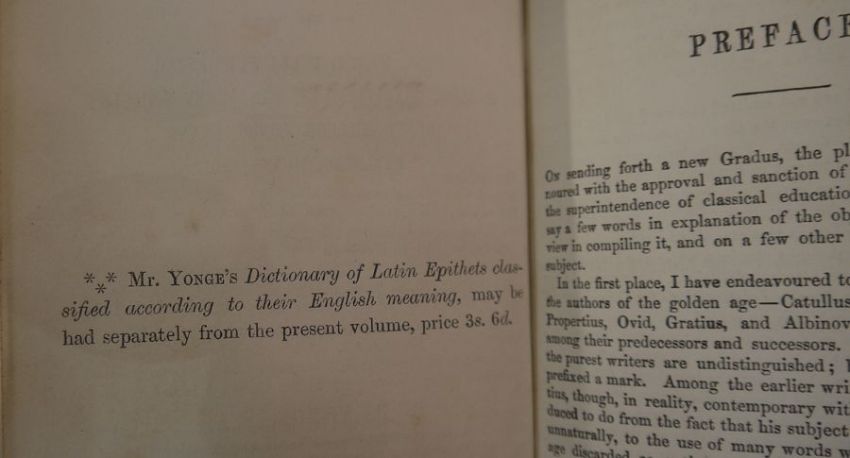 *** Mr. YONGE'S Dictionary of Latin Epithets clas-
sified according to their English meaning, may be
had separately from the present volume, price 3s. 6d.
PREFACE
ON sending forth a new Gradus, the pl
noured with the approval and sanction of
the superintendence of classical educatio
say a few words in explanation of the ob
view in compiling it, and on a few other
subject.
In the first place, I have endeavoured to
the authors of the golden age—Catullus
Propertius, Ovid, Gratius, and Albinov
among their predecessors and successors.
the purest writers are undistinguished;
prefixed a mark. Among the earlier wri
tius, though, in reality, contemporary wit
duced to do from the fact that his subject
unnaturally, to the use of many words w
age discarded